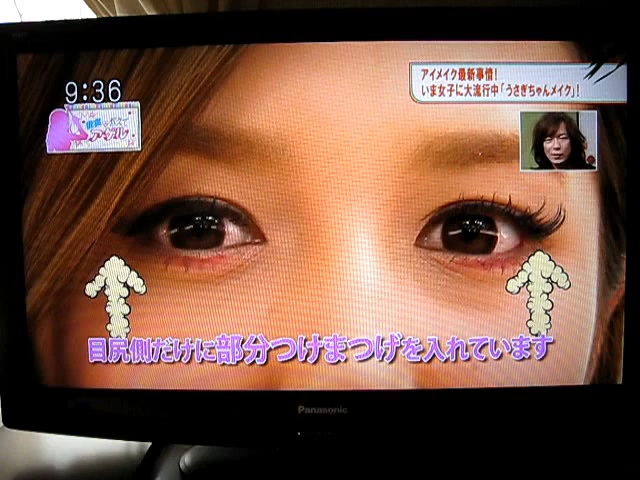 9:36
アイメイク最新事情!
いま女子に大流行中「うさぎちゃんメイク」!
目尻側だけに部分つけまつげを入れています
Panasonic